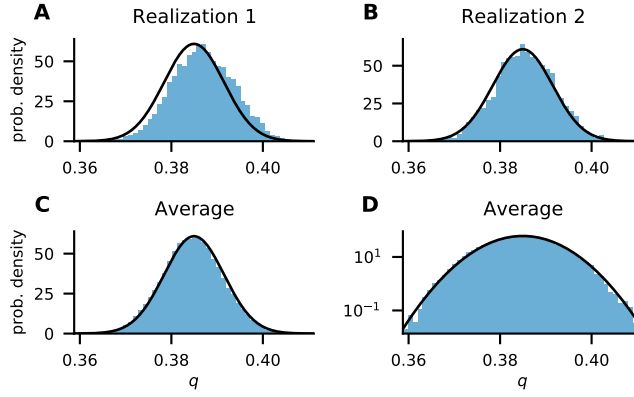 A Realization 1
B Realization 2
prob. density
50
25
0
0.36 0.38 0.40
50
25
0
0.36 0.38 0.40
C Average
D Average
prob. density
50
25
0
0.36 0.38 0.40
q
10¹
10⁻¹
0.36 0.38 0.40
q